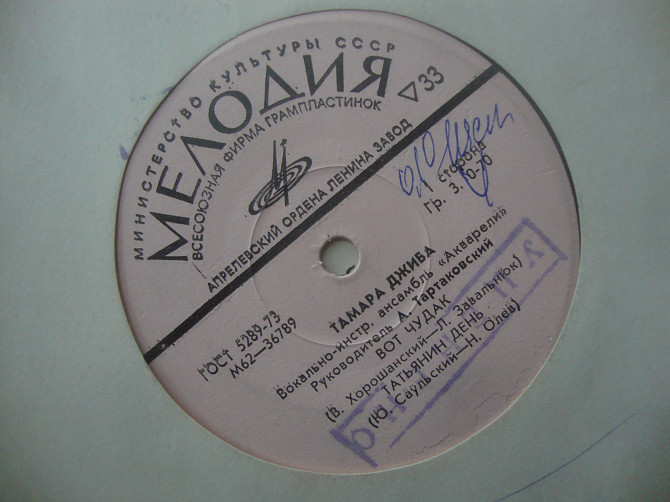 МИНИСТЕРСТВО КУЛЬТУРЫ СССР
МЕЛОДИЯ
ВСЕСОЮЗНАЯ ФИРМА ГРАМПЛАСТИНОК
33
АПРЕЛЕВСКИЙ ОРДЕНА ЛЕНИНА ЗАВОД
1 сторона
Гр. 3. 0-70
ГОСТ 5289-73
М62—36789
ТАМАРА ДЖИВА
Вокально-инстр. ансамбль «Акварели»
Руководитель А. Тартаковский
ВОТ ЧУДАК
(В. Хорошанский—Л. Завальнюк)
ТАТЬЯНИН ДЕНЬ
(Ю. Саульский—Н. Олев)